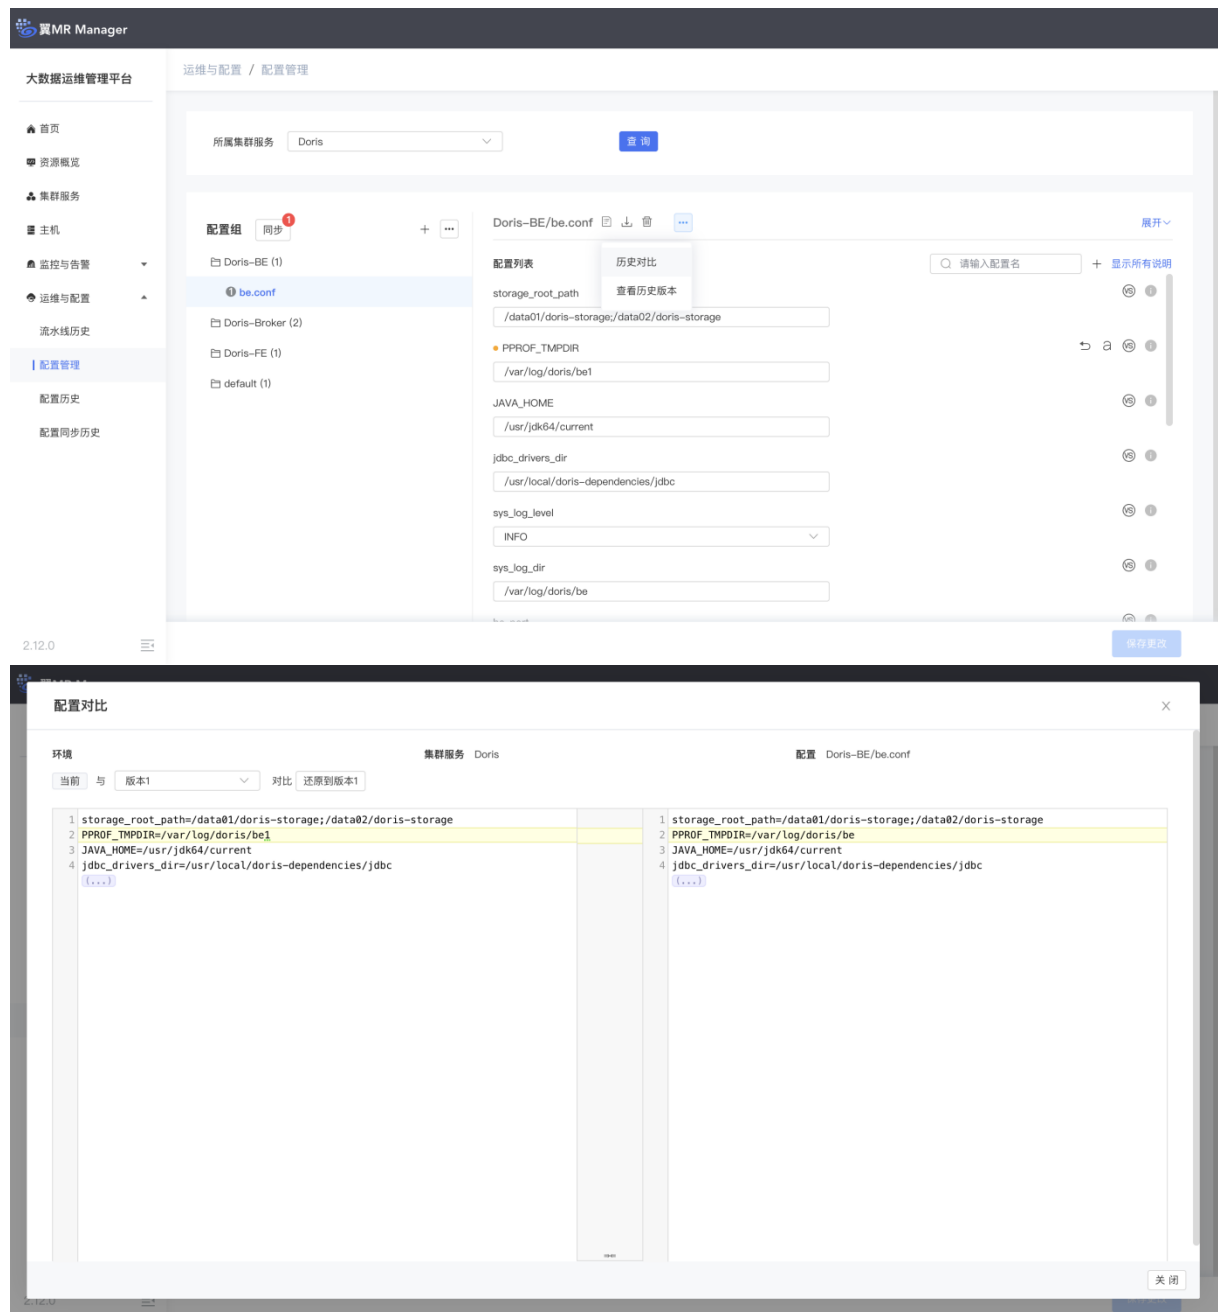 翼MR Manager
大数据运维管理平台
运维与配置 / 配置管理
首页
资源概览
集群服务
主机
监控与告警
运维与配置
流水线历史
配置管理
配置历史
配置同步历史
2.12.0
所属集群服务 Doris 查 询
配置组 同步 1 + ···
Doris-BE (1)
1 be.conf
Doris-Broker (2)
Doris-FE (1)
default (1)
Doris-BE/be.conf ··· 展开
历史对比
查看历史版本
配置列表 请输入配置名 + 显示所有说明
storage_root_path
/data01/doris-storage;/data02/doris-storage
PPROF_TMPDIR
/var/log/doris/be1
JAVA_HOME
/usr/jdk64/current
jdbc_drivers_dir
/usr/local/doris-dependencies/jdbc
sys_log_level
INFO
sys_log_dir
/var/log/doris/be
保存更改
配置对比
环境 集群服务 Doris 配置 Doris-BE/be.conf
当前 与 版本1 对比 还原到版本1
1 storage_root_path=/data01/doris-storage;/data02/doris-storage
2 PPROF_TMPDIR=/var/log/doris/be1
3 JAVA_HOME=/usr/jdk64/current
4 jdbc_drivers_dir=/usr/local/doris-dependencies/jdbc
(...)
1 storage_root_path=/data01/doris-storage;/data02/doris-storage
2 PPROF_TMPDIR=/var/log/doris/be
3 JAVA_HOME=/usr/jdk64/current
4 jdbc_drivers_dir=/usr/local/doris-dependencies/jdbc
(...)
关 闭
2.12.0